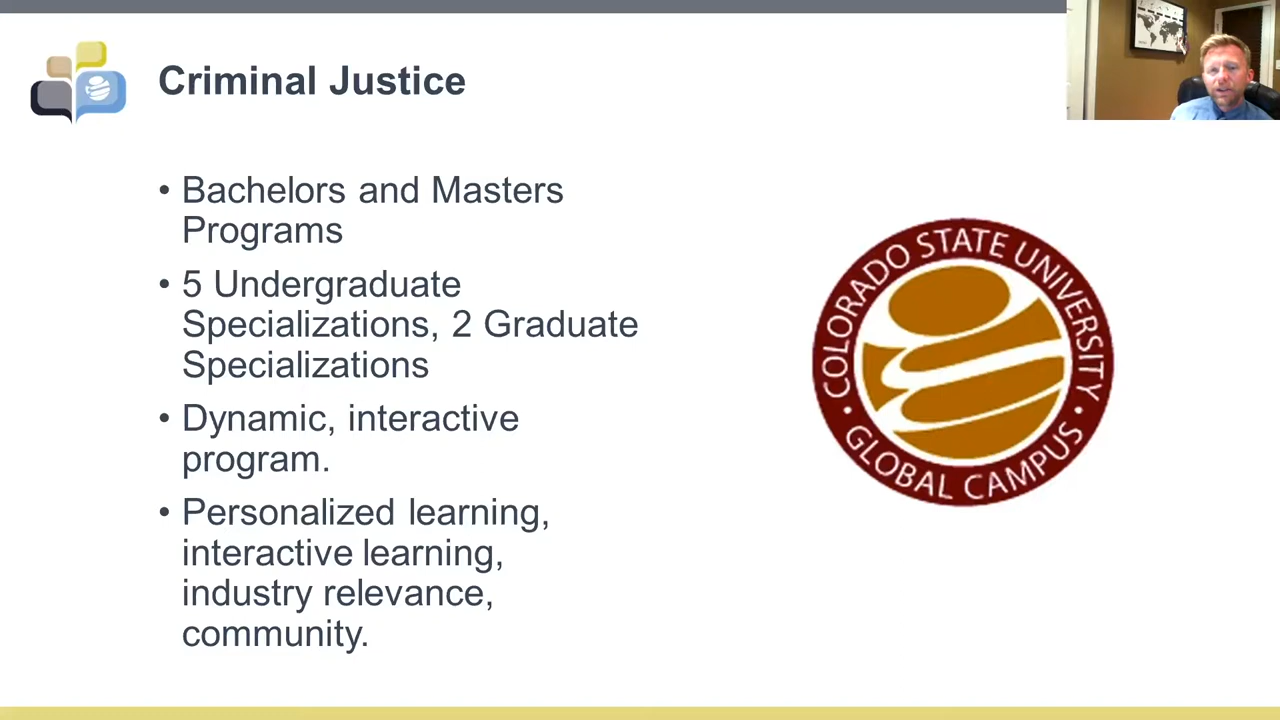 Criminal Justice
• Bachelors and Masters
Programs
• 5 Undergraduate
Specializations, 2 Graduate
Specializations
• Dynamic, interactive
program.
• Personalized learning,
interactive learning,
industry relevance,
community.
COLORADO STATE UNIVERSITY
• GLOBAL CAMPUS •